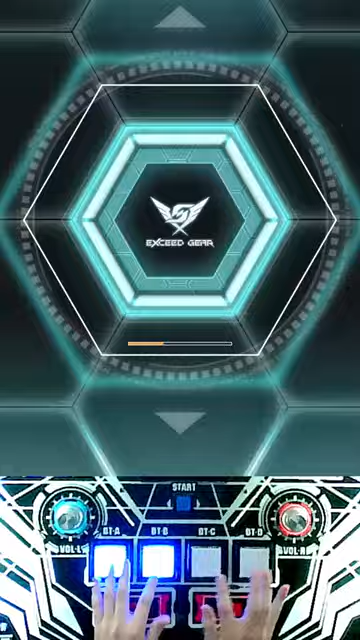 EXCEED GEAR
START
BT-A
BT-B
BT-C
BT-D
VOL-L
VOL-R